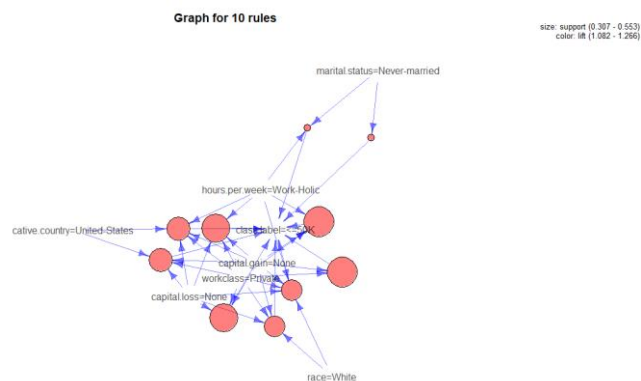 Graph for 10 rules
size: support (0.307 - 0.553)
color: lift (1.082 - 1.266)
marital.status=Never-married
hours.per.week=Work-Holic
cative.country=United-States
capital.gain=None
workclass=Private
capital.loss=None
race=White